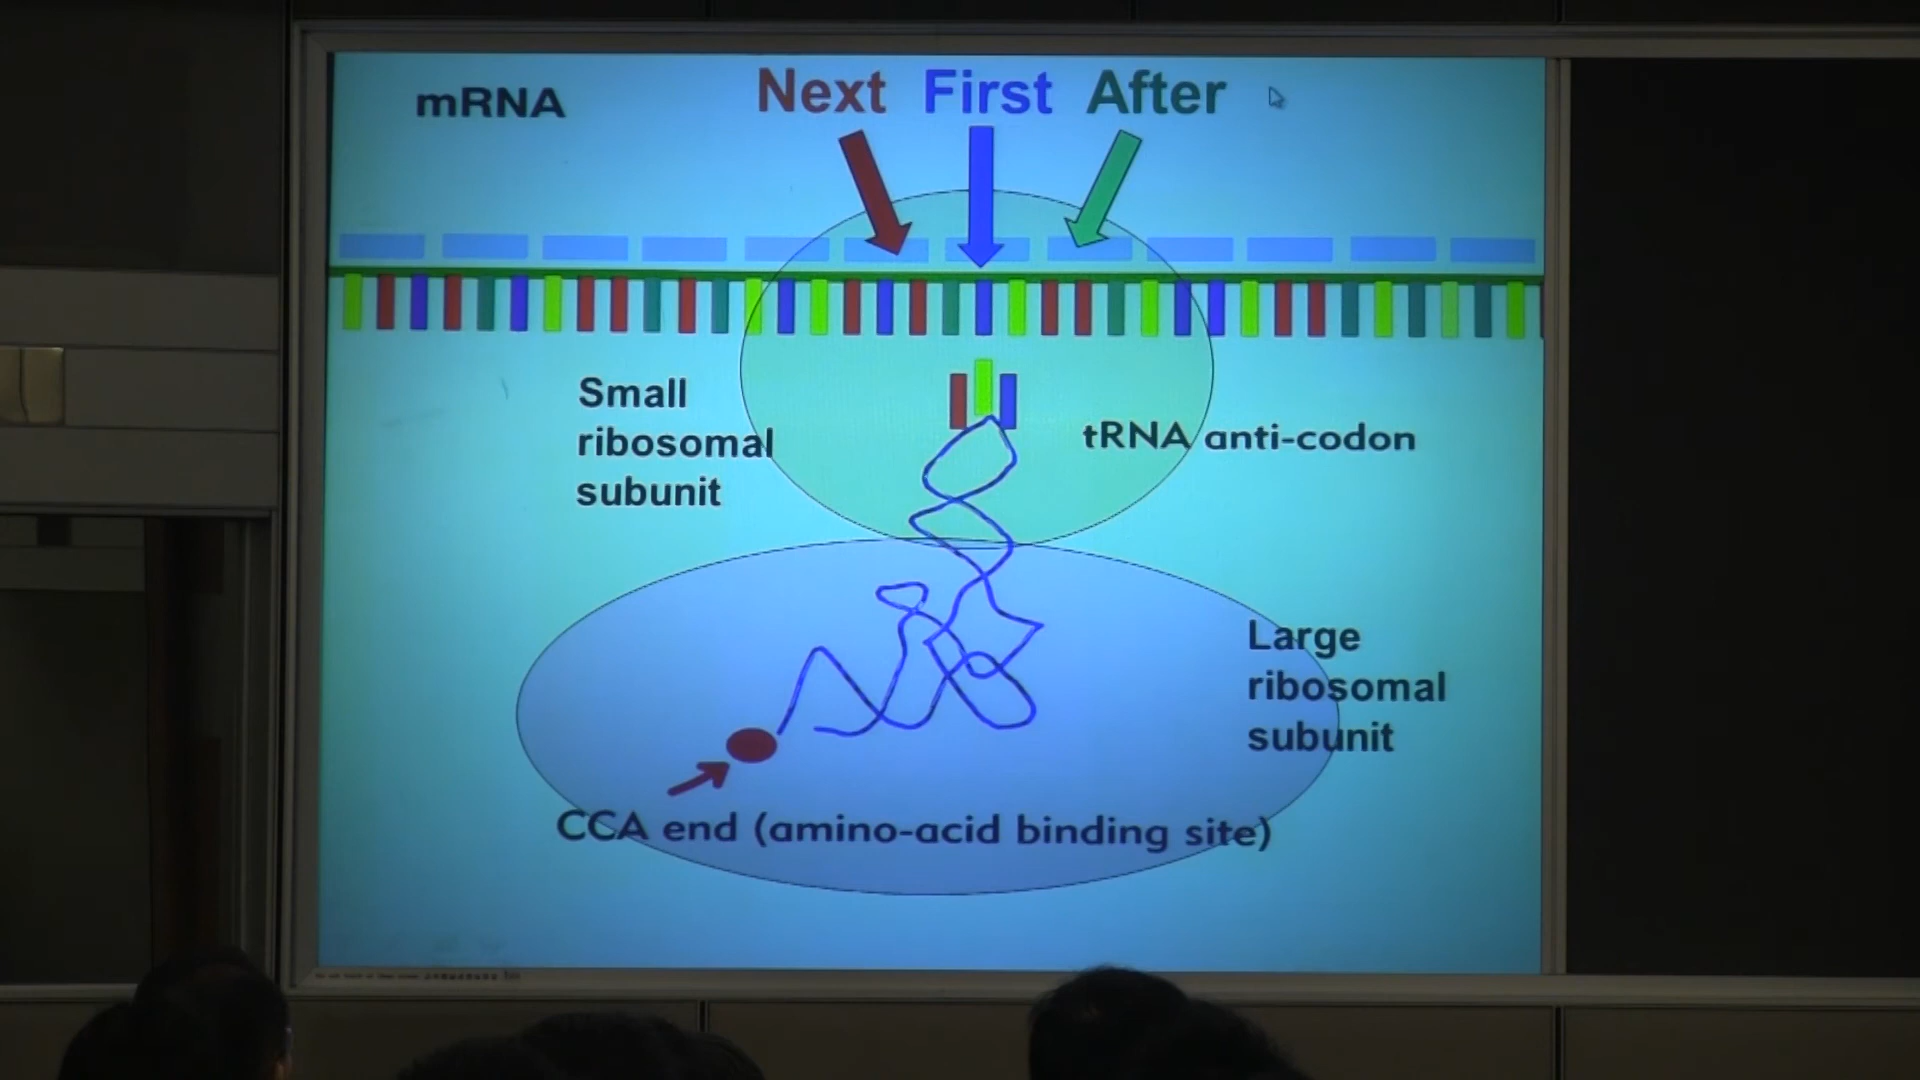 mRNA
Next First After
Small
ribosomal
subunit
tRNA anti-codon
Large
ribosomal
subunit
CCA end (amino-acid binding site)